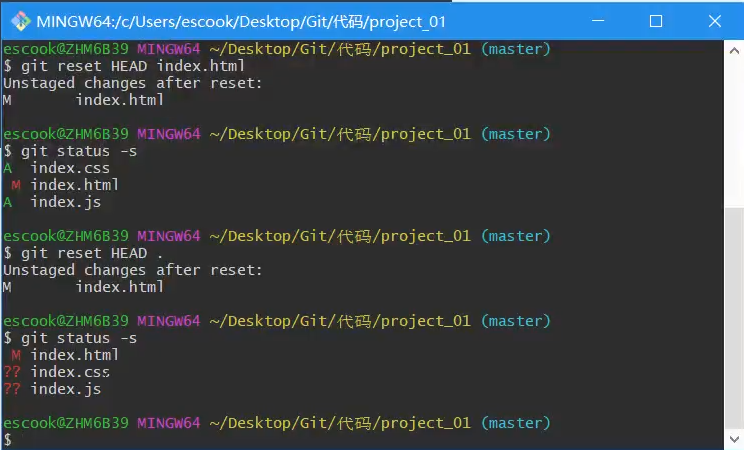 MINGW64:/c/Users/escook/Desktop/Git/代码/project_01
escook@ZHM6B39 MINGW64 ~/Desktop/Git/代码/project_01 (master)
$ git reset HEAD index.html
Unstaged changes after reset:
M       index.html
escook@ZHM6B39 MINGW64 ~/Desktop/Git/代码/project_01 (master)
$ git status -s
A  index.css
 M index.html
A  index.js
escook@ZHM6B39 MINGW64 ~/Desktop/Git/代码/project_01 (master)
$ git reset HEAD .
Unstaged changes after reset:
M       index.html
escook@ZHM6B39 MINGW64 ~/Desktop/Git/代码/project_01 (master)
$ git status -s
 M index.html
?? index.css
?? index.js
escook@ZHM6B39 MINGW64 ~/Desktop/Git/代码/project_01 (master)
$